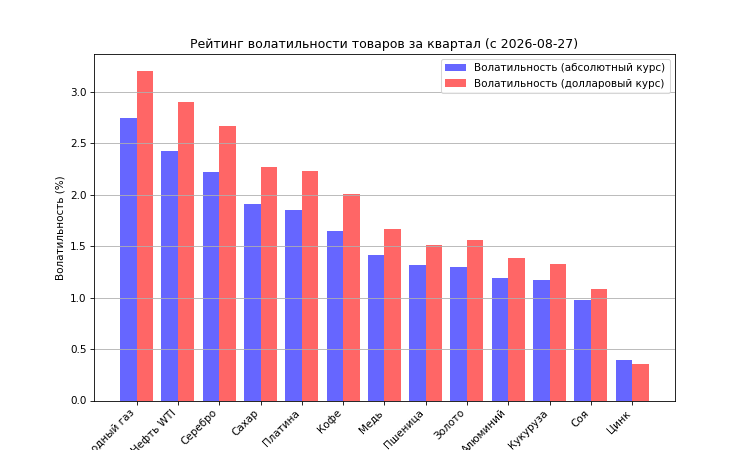 Рейтинг волатильности товаров за квартал (с 2026-08-27)
Волатильность (абсолютный курс)
Волатильность (долларовый курс)
Волатильность (%)
3.0
2.5
2.0
1.5
1.0
0.5
0.0
газ
Нефть WTI
Серебро
Сахар
Платина
Кофе
Медь
Пшеница
Золото
Алюминий
Кукуруза
Соя
Цинк